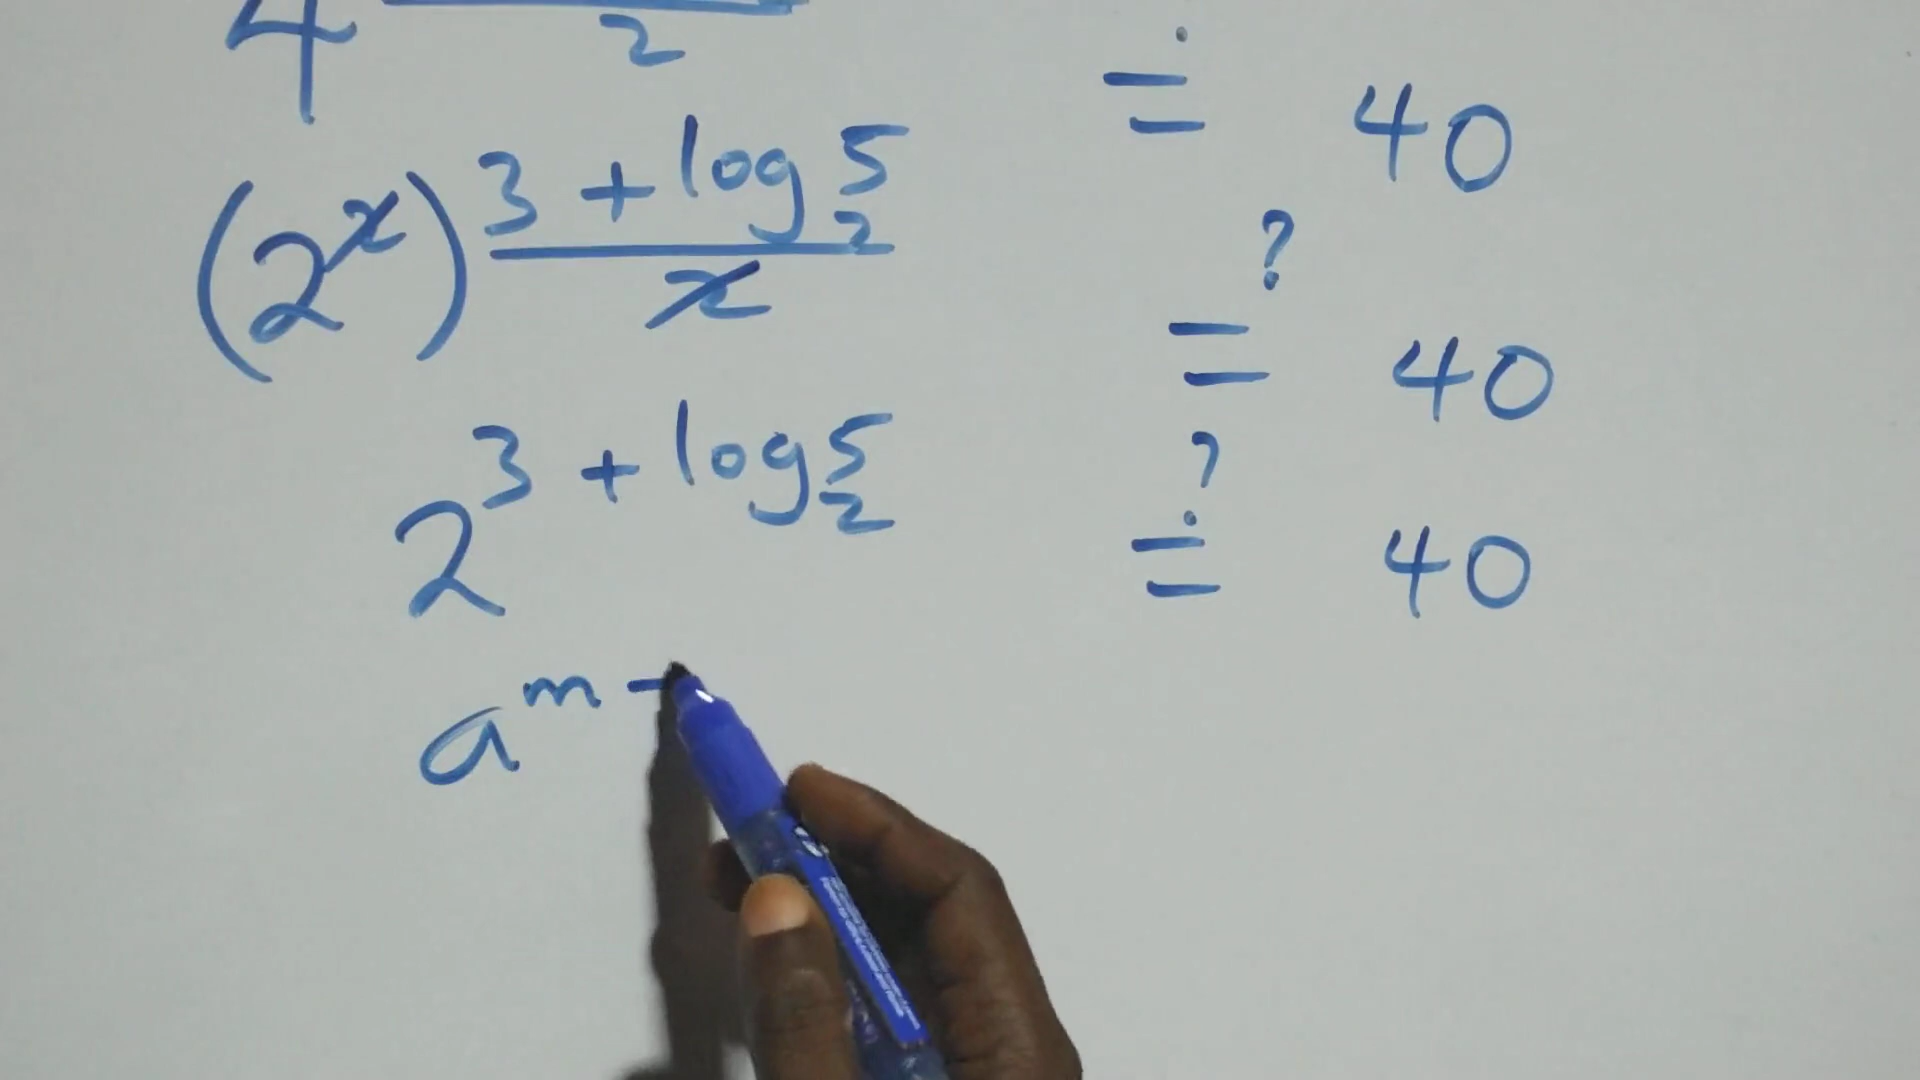 4 ‾2 = 40
(2^x)^(3 + log₂5)/x =? 40
2^(3 + log₂5) =? 40
a^m -